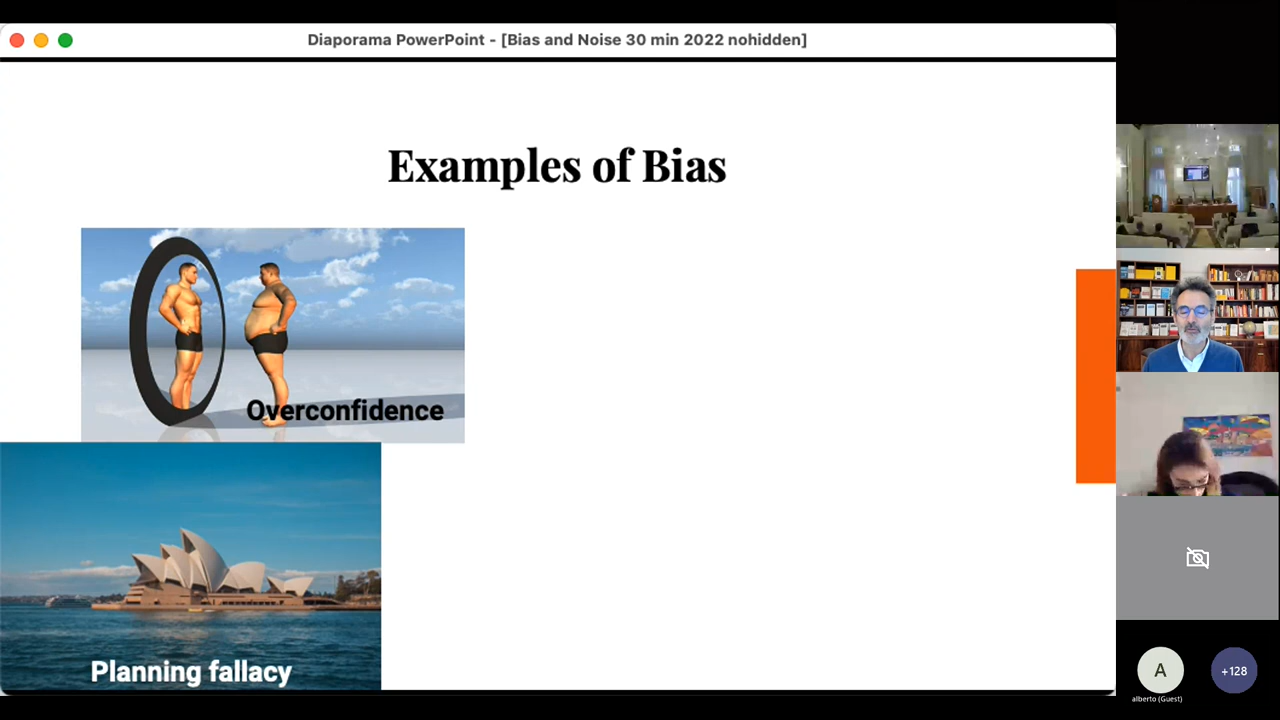 Diaporama PowerPoint - [Bias and Noise 30 min 2022 nohidden]
Examples of Bias
Overconfidence
Planning fallacy
A
+128
alberto (Guest)